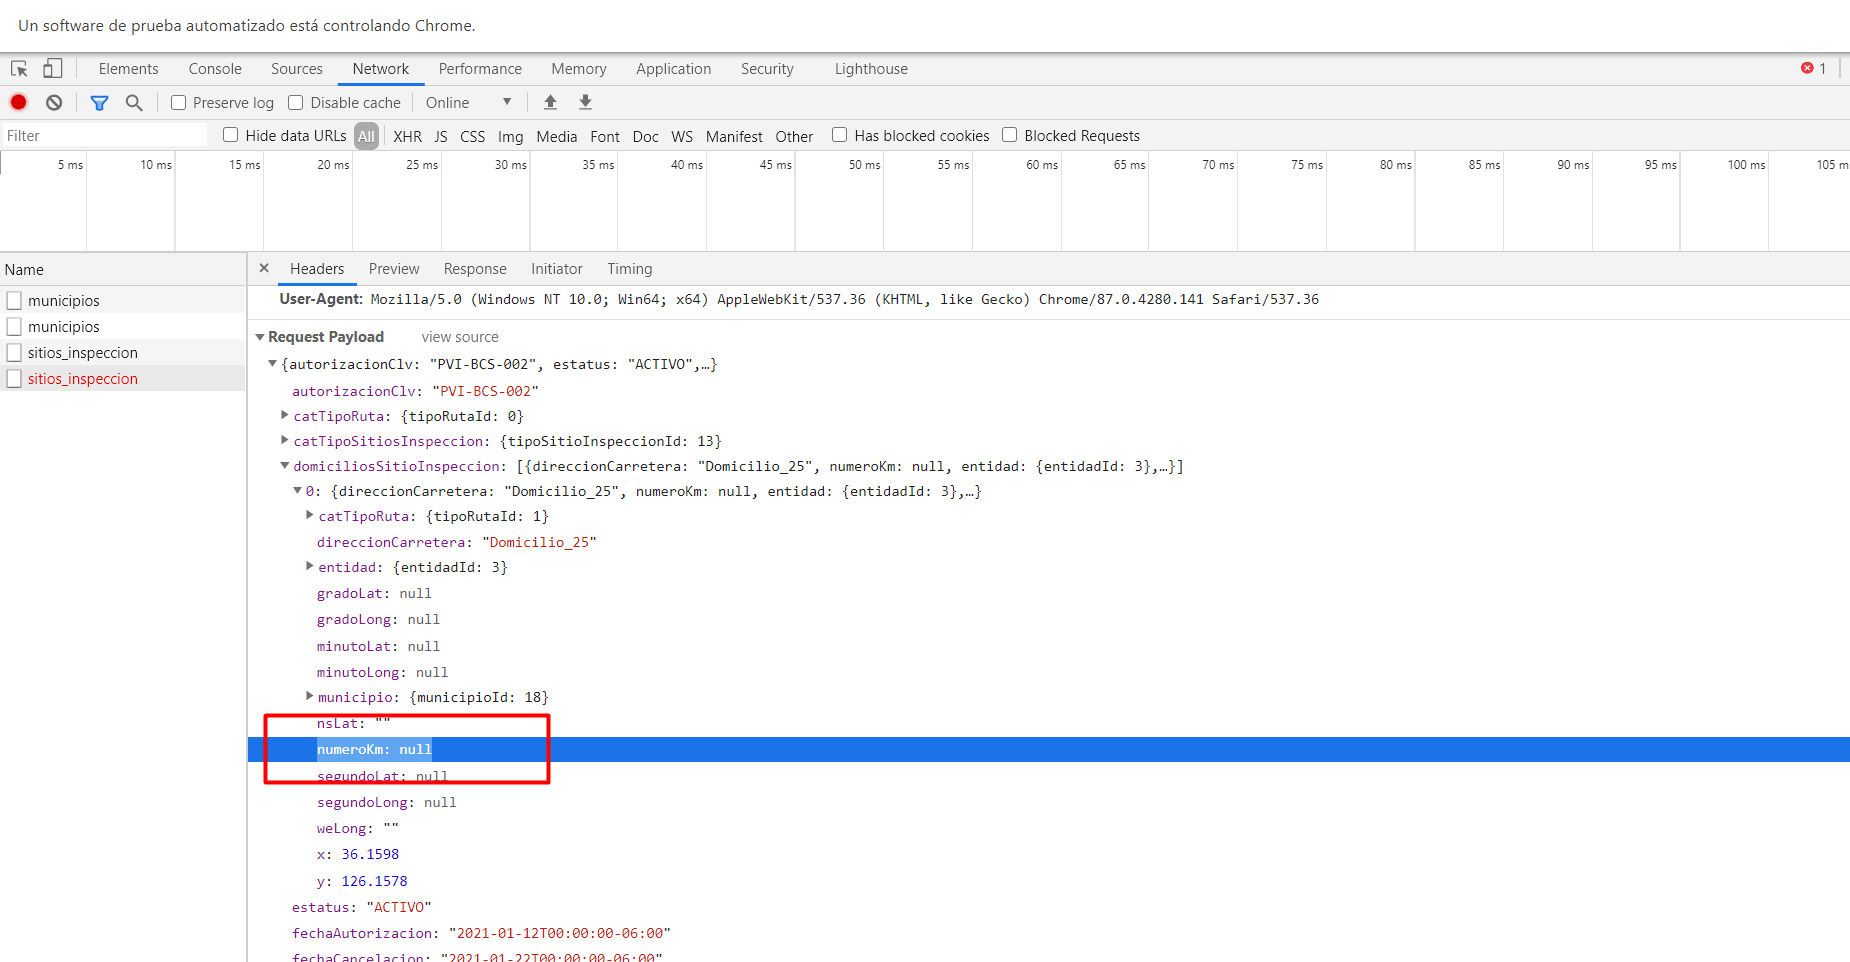 Un software de prueba automatizado está controlando Chrome.
Elements Console Sources Network Performance Memory Application Security Lighthouse 1
Preserve log Disable cache Online
Filter Hide data URLs All XHR JS CSS Img Media Font Doc WS Manifest Other Has blocked cookies Blocked Requests
5 ms 10 ms 15 ms 20 ms 25 ms 30 ms 35 ms 40 ms 45 ms 50 ms 55 ms 60 ms 65 ms 70 ms 75 ms 80 ms 85 ms 90 ms 95 ms 100 ms 105 m
Name
municipios
municipios
sitios_inspeccion
sitios_inspeccion
× Headers Preview Response Initiator Timing
User-Agent: Mozilla/5.0 (Windows NT 10.0; Win64; x64) AppleWebKit/537.36 (KHTML, like Gecko) Chrome/87.0.4280.141 Safari/537.36
Request Payload view source
{autorizacionClv: "PVI-BCS-002", estatus: "ACTIVO",…}
autorizacionClv: "PVI-BCS-002"
catTipoRuta: {tipoRutaId: 0}
catTipoSitiosInspeccion: {tipoSitioInspeccionId: 13}
domiciliosSitioInspeccion: [{direccionCarretera: "Domicilio_25", numeroKm: null, entidad: {entidadId: 3},…}]
0: {direccionCarretera: "Domicilio_25", numeroKm: null, entidad: {entidadId: 3},…}
catTipoRuta: {tipoRutaId: 1}
direccionCarretera: "Domicilio_25"
entidad: {entidadId: 3}
gradoLat: null
gradoLong: null
minutoLat: null
minutoLong: null
municipio: {municipioId: 18}
nsLat: ""
numeroKm: null
segundoLat: null
segundoLong: null
weLong: ""
x: 36.1598
y: 126.1578
estatus: "ACTIVO"
fechaAutorizacion: "2021-01-12T00:00:00-06:00"
fechaCancelacion: "2021-01-22T00:00:00-06:00"